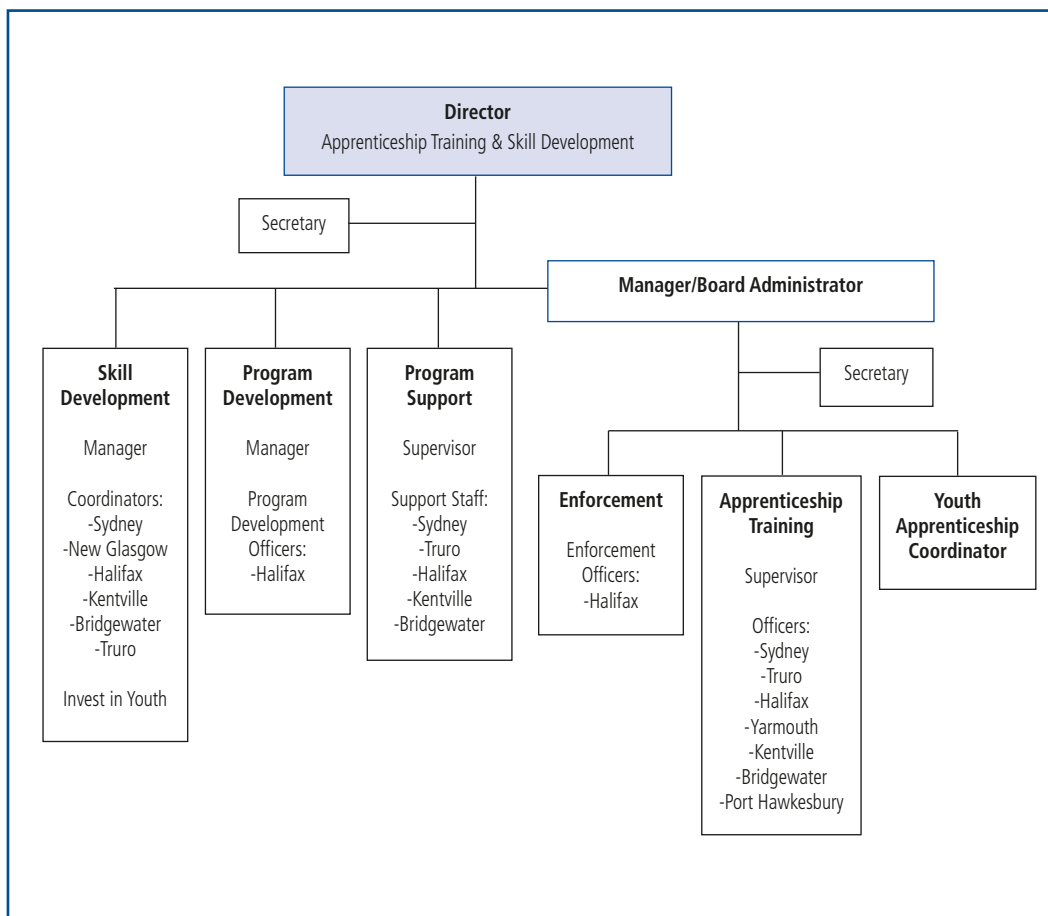 Director
Apprenticeship Training & Skill Development
Secretary
Manager/Board Administrator
Skill
Development
Manager
Coordinators:
-Sydney
-New Glasgow
-Halifax
-Kentville
-Bridgewater
-Truro
Invest in Youth
Program
Development
Manager
Program
Development
Officers:
-Halifax
Program
Support
Supervisor
Support Staff:
-Sydney
-Truro
-Halifax
-Kentville
-Bridgewater
Secretary
Enforcement
Enforcement
Officers:
-Halifax
Apprenticeship
Training
Supervisor
Officers:
-Sydney
-Truro
-Halifax
-Yarmouth
-Kentville
-Bridgewater
-Port Hawkesbury
Youth
Apprenticeship
Coordinator